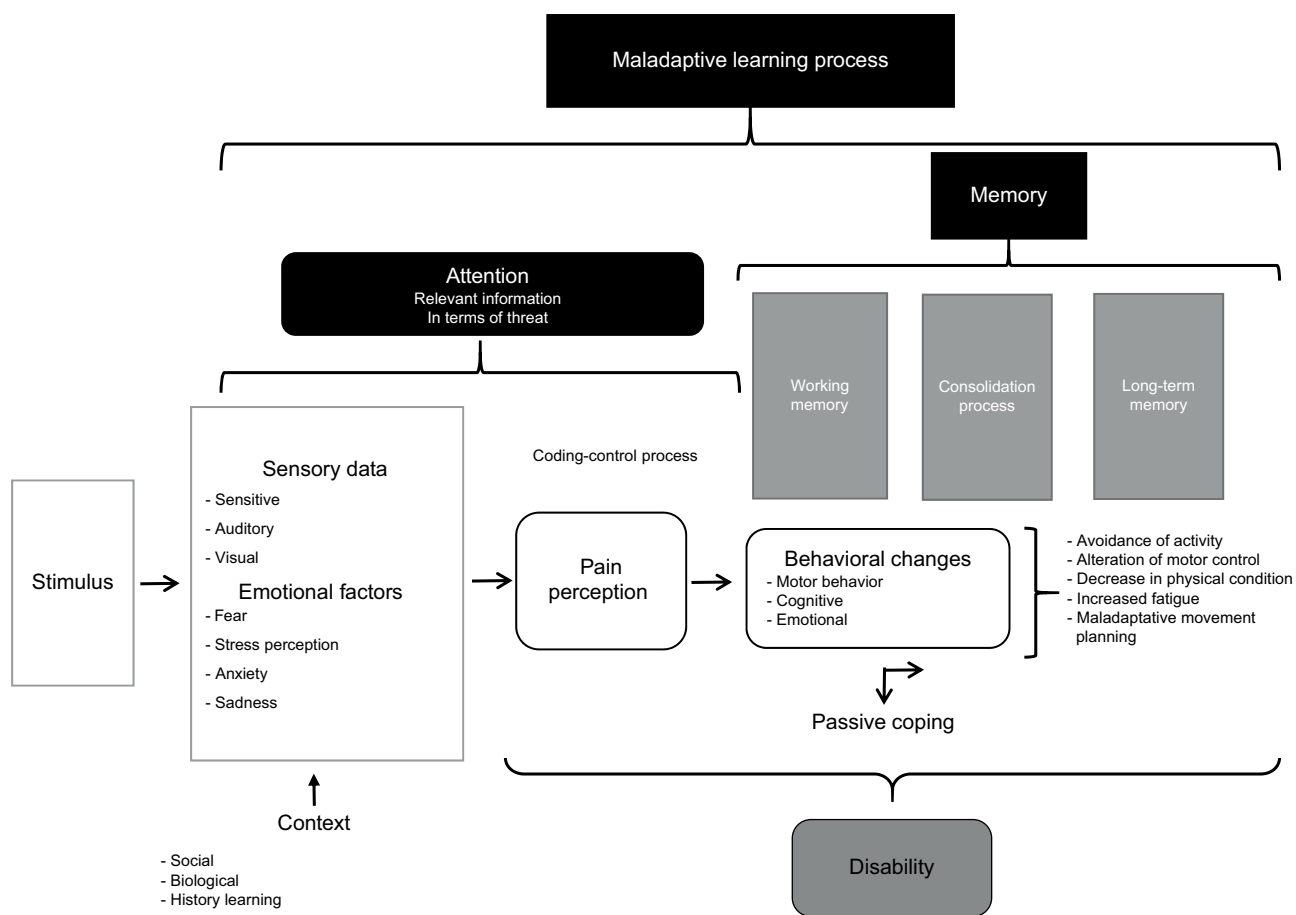 Maladaptive learning process
Memory
Attention
Relevant information
In terms of threat
Working
memory
Consolidation
process
Long-term
memory
Coding-control process
Stimulus
Sensory data
- Sensitive
- Auditory
- Visual
Emotional factors
- Fear
- Stress perception
- Anxiety
- Sadness
Pain
perception
Behavioral changes
- Motor behavior
- Cognitive
- Emotional
- Avoidance of activity
- Alteration of motor control
- Decrease in physical condition
- Increased fatigue
- Maladaptative movement
planning
Passive coping
Context
- Social
- Biological
- History learning
Disability